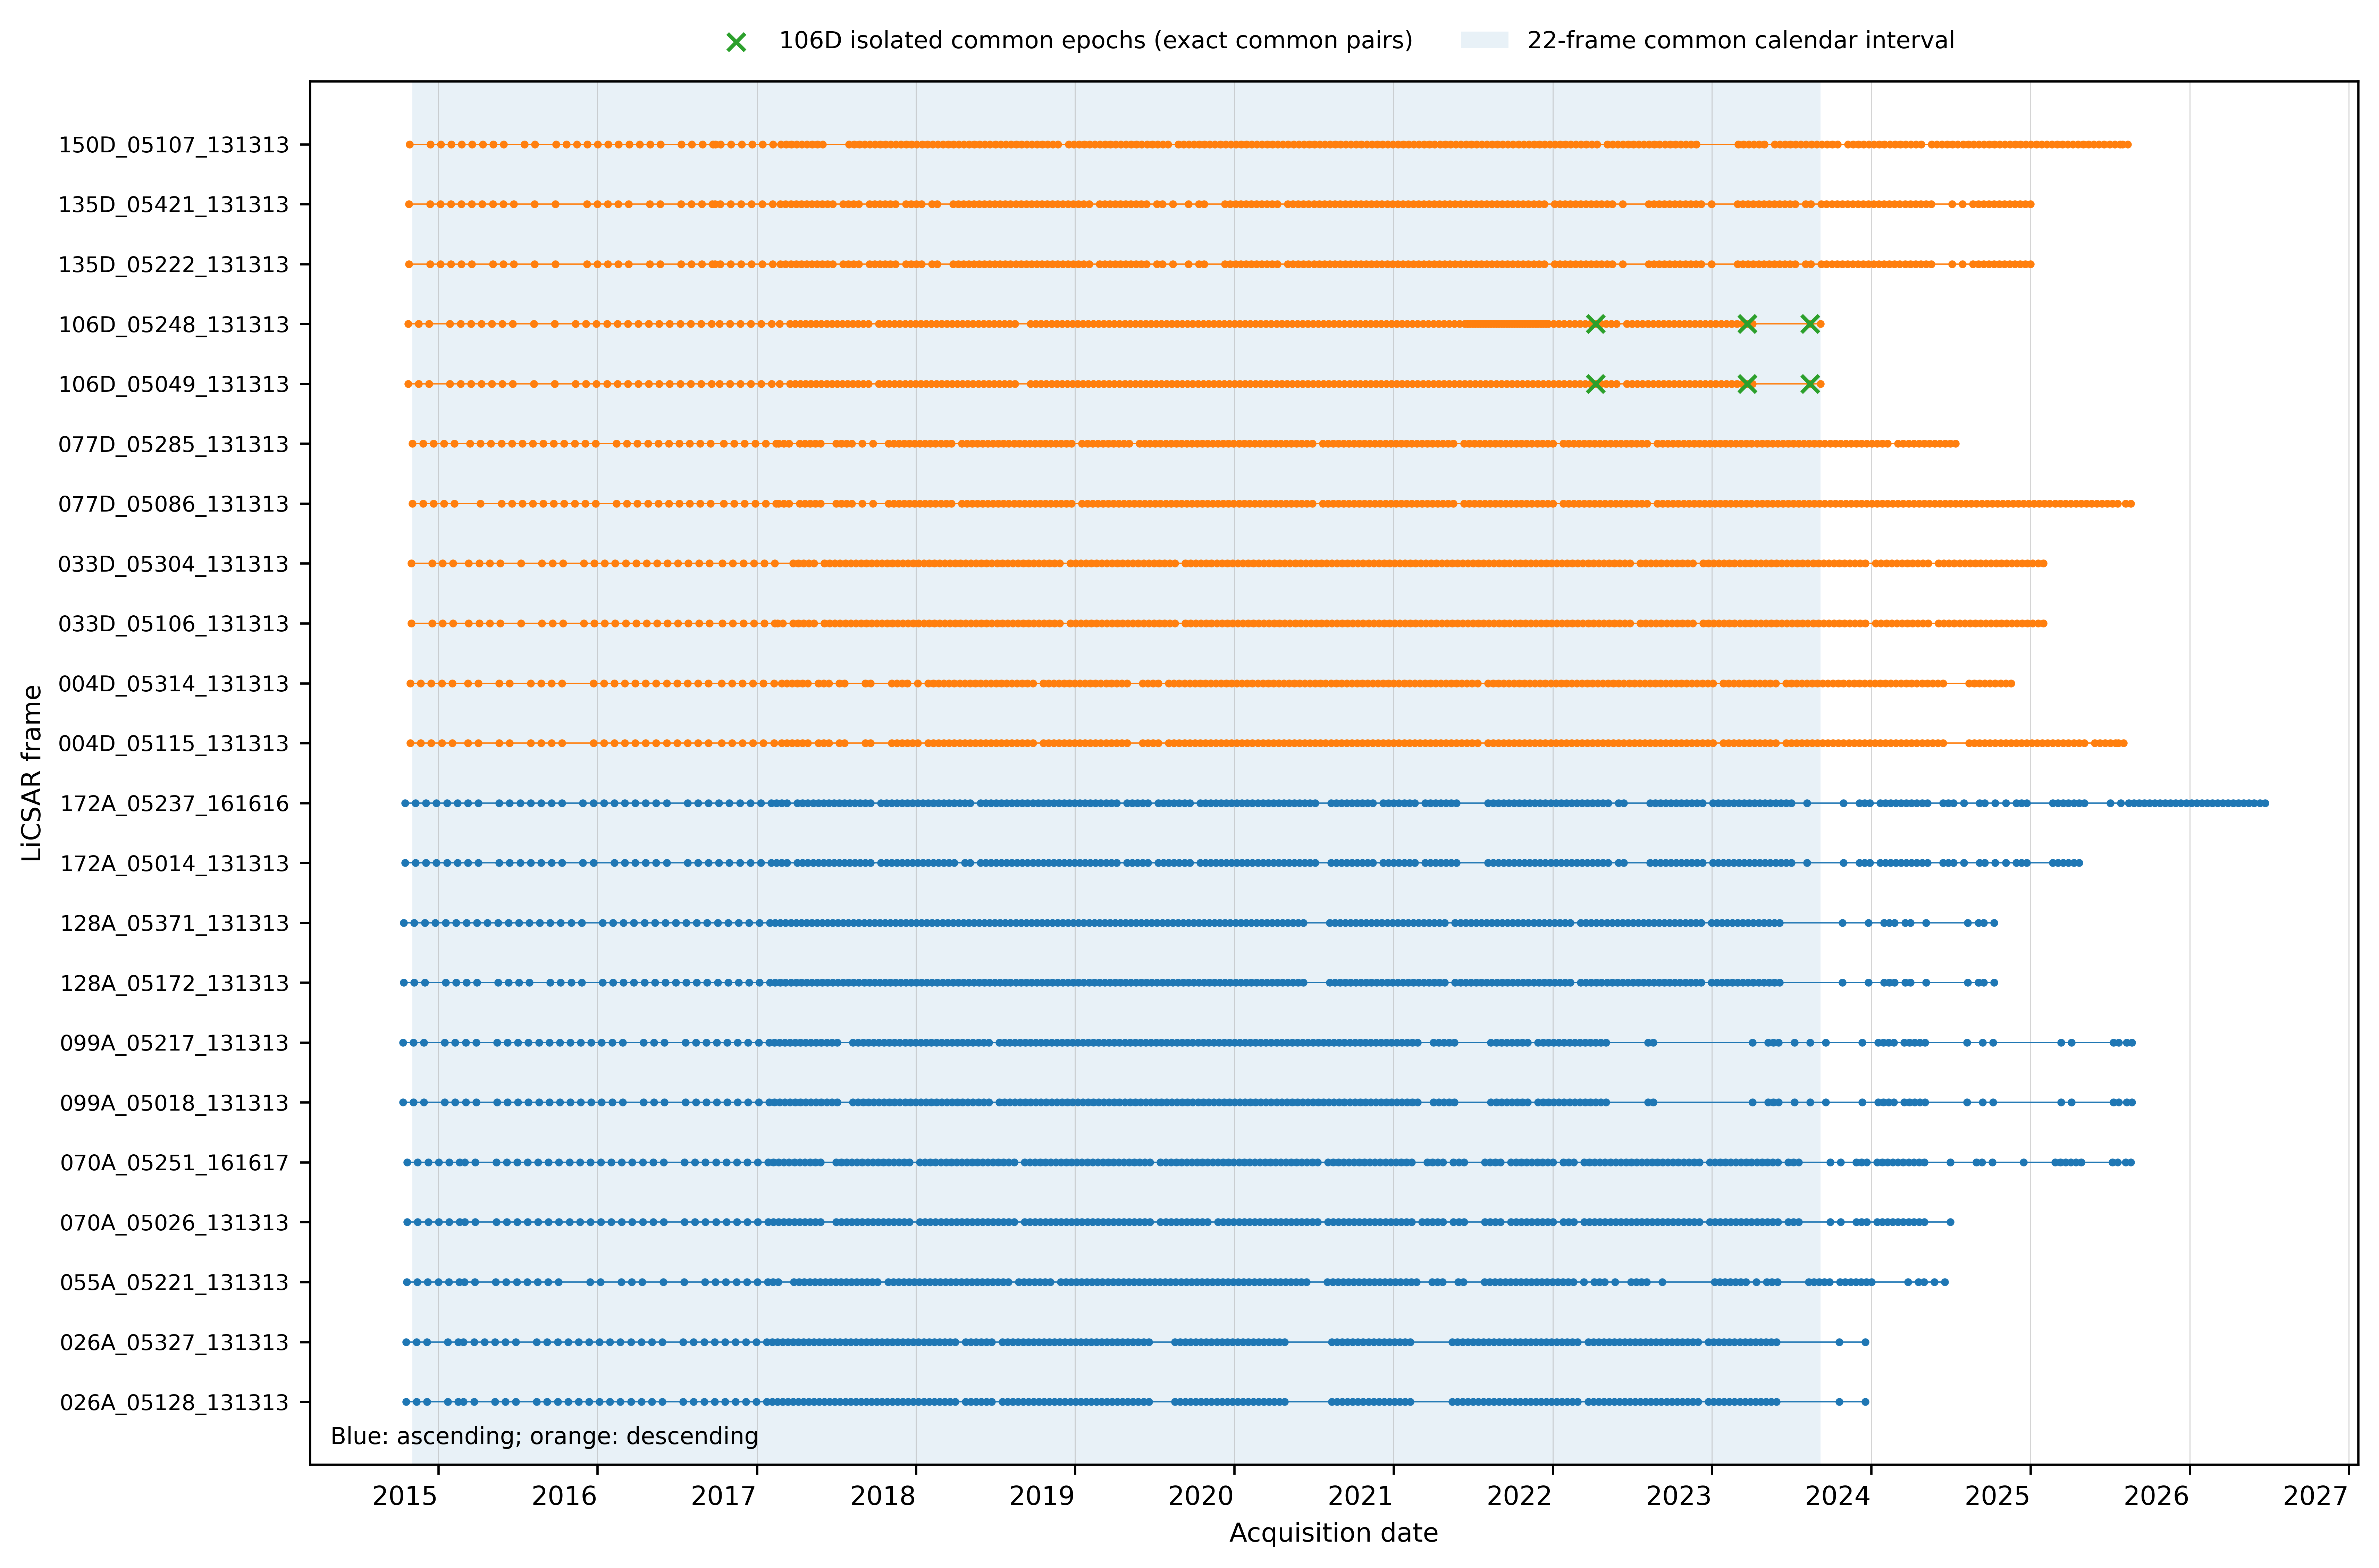 106D isolated common epochs (exact common pairs)
22-frame common calendar interval
150D_05107_131313
135D_05421_131313
135D_05222_131313
106D_05248_131313
106D_05049_131313
077D_05285_131313
077D_05086_131313
033D_05304_131313
033D_05106_131313
004D_05314_131313
004D_05115_131313
172A_05237_161616
172A_05014_131313
128A_05371_131313
128A_05172_131313
099A_05217_131313
099A_05018_131313
070A_05251_161617
070A_05026_131313
055A_05221_131313
026A_05327_131313
026A_05128_131313
LiCSAR frame
Blue: ascending; orange: descending
2015 2016 2017 2018 2019 2020 2021 2022 2023 2024 2025 2026 2027
Acquisition date